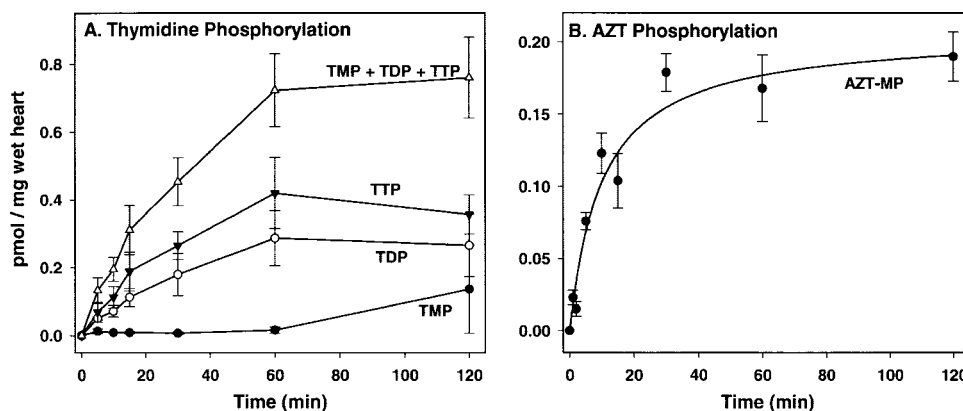 A. Thymidine Phosphorylation
TMP + TDP + TTP
TTP
TDP
TMP
pmol / mg wet heart
0.8
0.6
0.4
0.2
0.0
0 20 40 60 80 100 120
Time (min)
B. AZT Phosphorylation
AZT-MP
0.20
0.15
0.10
0.05
0.00
0 20 40 60 80 100 120
Time (min)